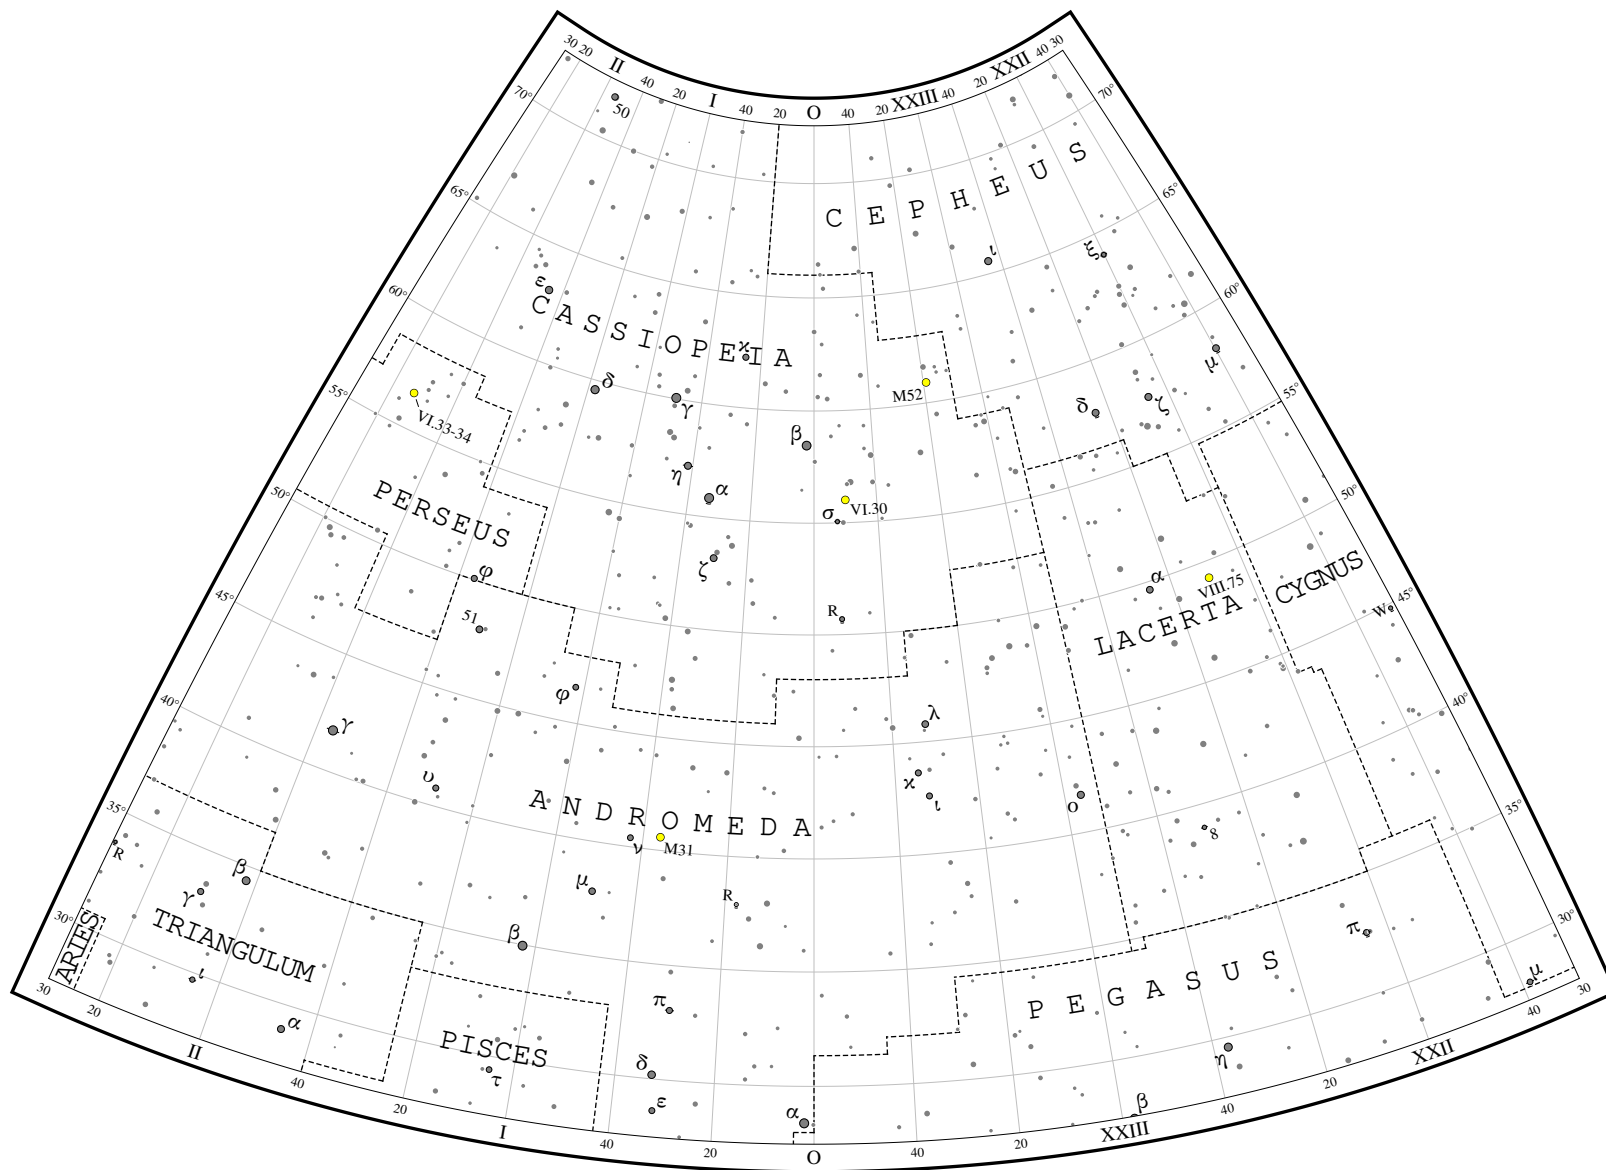 30 20 II 40 20 I 40 20 O 40 20 XXIII 40 20 XXII 40 30
70°
50
70°
CEPHEUS
65°
65°
ι
ξ
ε
60°
60°
CASSIOPEIA
ϰ
μ
M52
δ
γ
δ
ζ
55°
55°
VI.33-34
β
η
α
50°
50°
PERSEUS
σ
VI.30
ζ
φ
α
VIII.75
CYGNUS
45°
45°
W
51
R
LACERTA
φ
40°
40°
γ
λ
υ
ϰ
ι
ο
ANDROMEDA
35°
35°
ν
M31
8
R
β
γ
μ
R
30°
30°
ARIES
TRIANGULUM
β
π
PEGASUS
ι
π
μ
α
PISCES
τ
δ
ε
α
η
β
30 20 II 40 20 I 40 20 O 40 20 XXIII 40 20 XXII 40 30